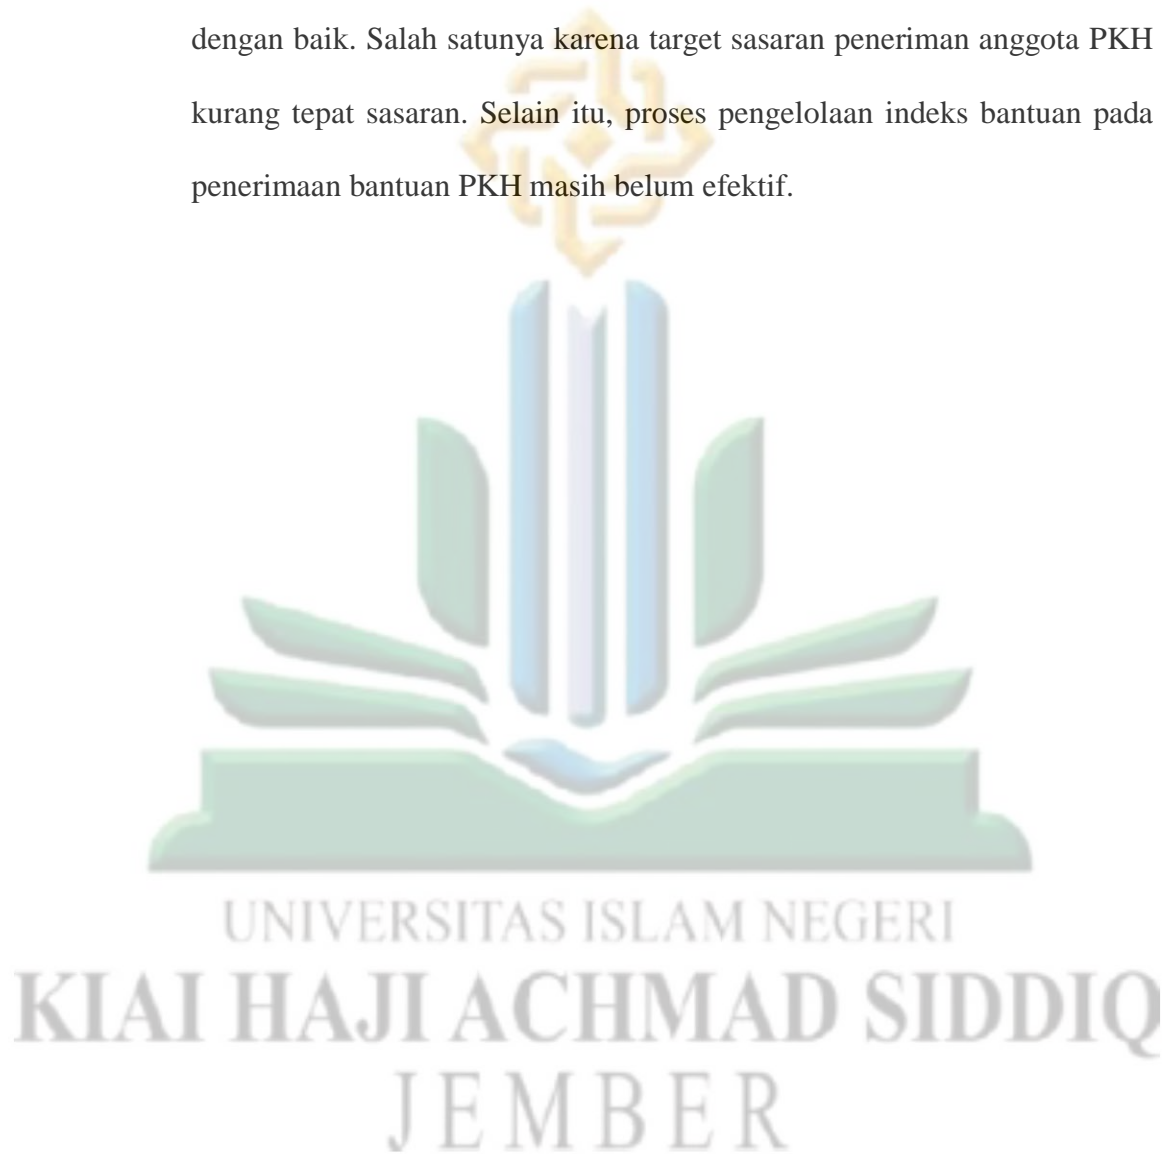 dengan baik. Salah satunya karena target sasaran peneriman anggota PKH
kurang tepat sasaran. Selain itu, proses pengelolaan indeks bantuan pada
penerimaan bantuan PKH masih belum efektif.
UNIVERSITAS ISLAM NEGERI
KIAI HAJI ACHMAD SIDDIQ
JEMBER